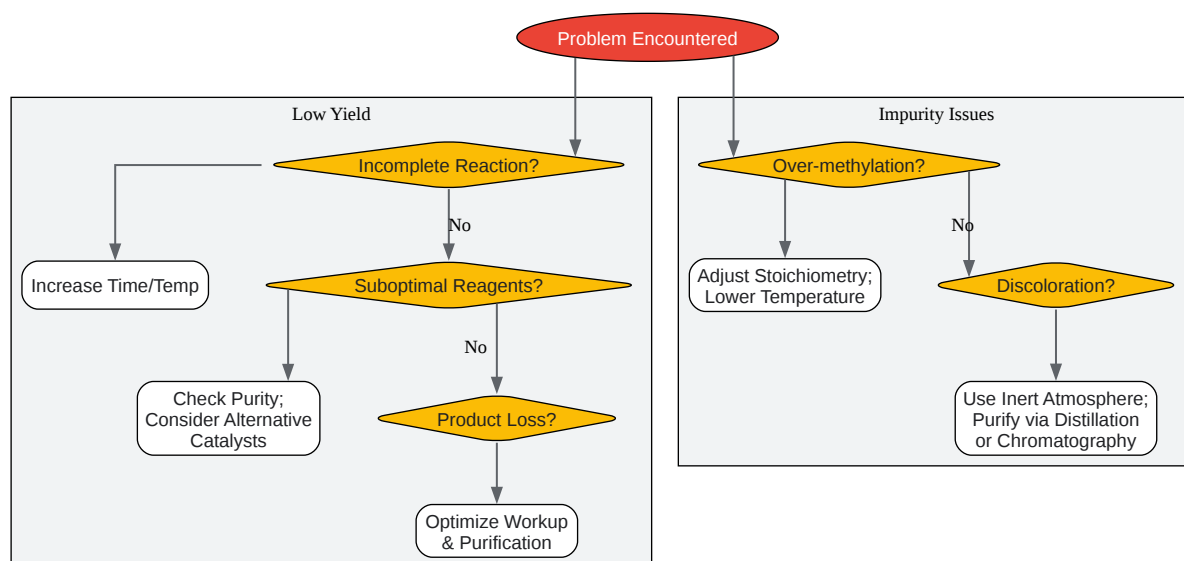 Problem Encountered
Low Yield
Impurity Issues
Incomplete Reaction?
Over-methylation?
No
No
Increase Time/Temp
Suboptimal Reagents?
Adjust Stoichiometry;
Lower Temperature
Discoloration?
No
Check Purity;
Consider Alternative
Catalysts
Product Loss?
Use Inert Atmosphere;
Purify via Distillation
or Chromatography
Optimize Workup
& Purification